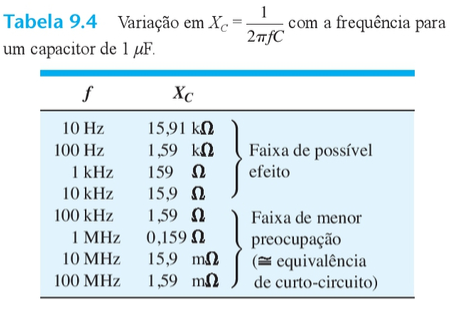 Tabela 9.4 Variação em X_C = 1/(2πfC) com a frequência para
um capacitor de 1 μF.
f X_C
10 Hz 15,91 kΩ
100 Hz 1,59 kΩ
1 kHz 159 Ω
10 kHz 15,9 Ω
Faixa de possível
efeito
100 kHz 1,59 Ω
1 MHz 0,159 Ω
10 MHz 15,9 mΩ
100 MHz 1,59 mΩ
Faixa de menor
preocupação
(≅ equivalência
de curto-circuito)